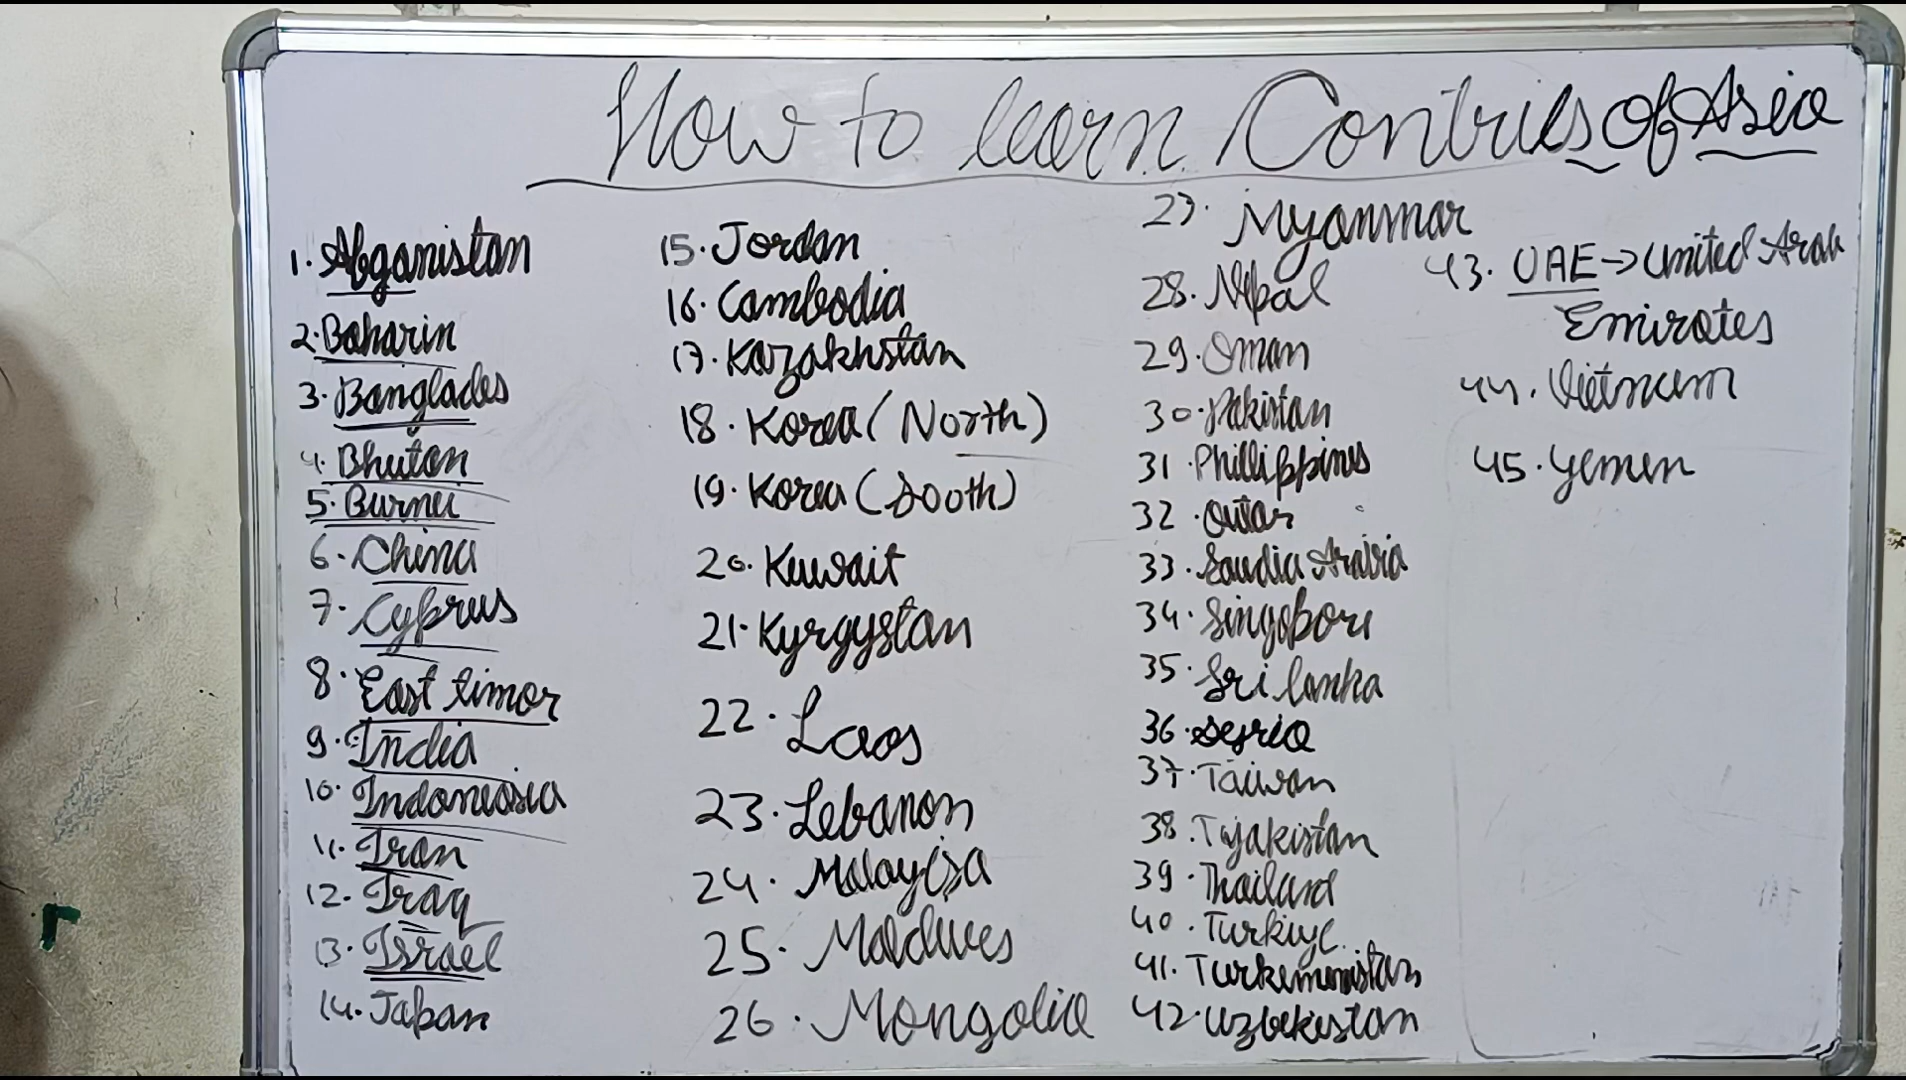 How to learn Contries of Asia
1. Afganistan
2. Baharin
3. Banglades
4. Bhutan
5. Burnei
6. China
7. Cyprus
8. East timor
9. India
10. Indoneasia
11. Iran
12. Iraq
13. Israel
14. Japan
15. Jordan
16. Cambodia
17. Kazakhstan
18. Korea (North)
19. Korea (South)
20. Kuwait
21. Kyrgystan
22. Laos
23. Lebanon
24. Malayisa
25. Maldives
26. Mongolia
27. Myanmar
28. Nepal
29. Oman
30. Pakistan
31. Phillippines
32. Qutar
33. Saudia Arabia
34. Singapore
35. Sri lanka
36. Syria
37. Taiwan
38. Tajakistan
39. Thailand
40. Turkiye
41. Turkemenistan
42. Uzbekistan
43. UAE → United Arab
Emirates
44. Vietnam
45. Yemen